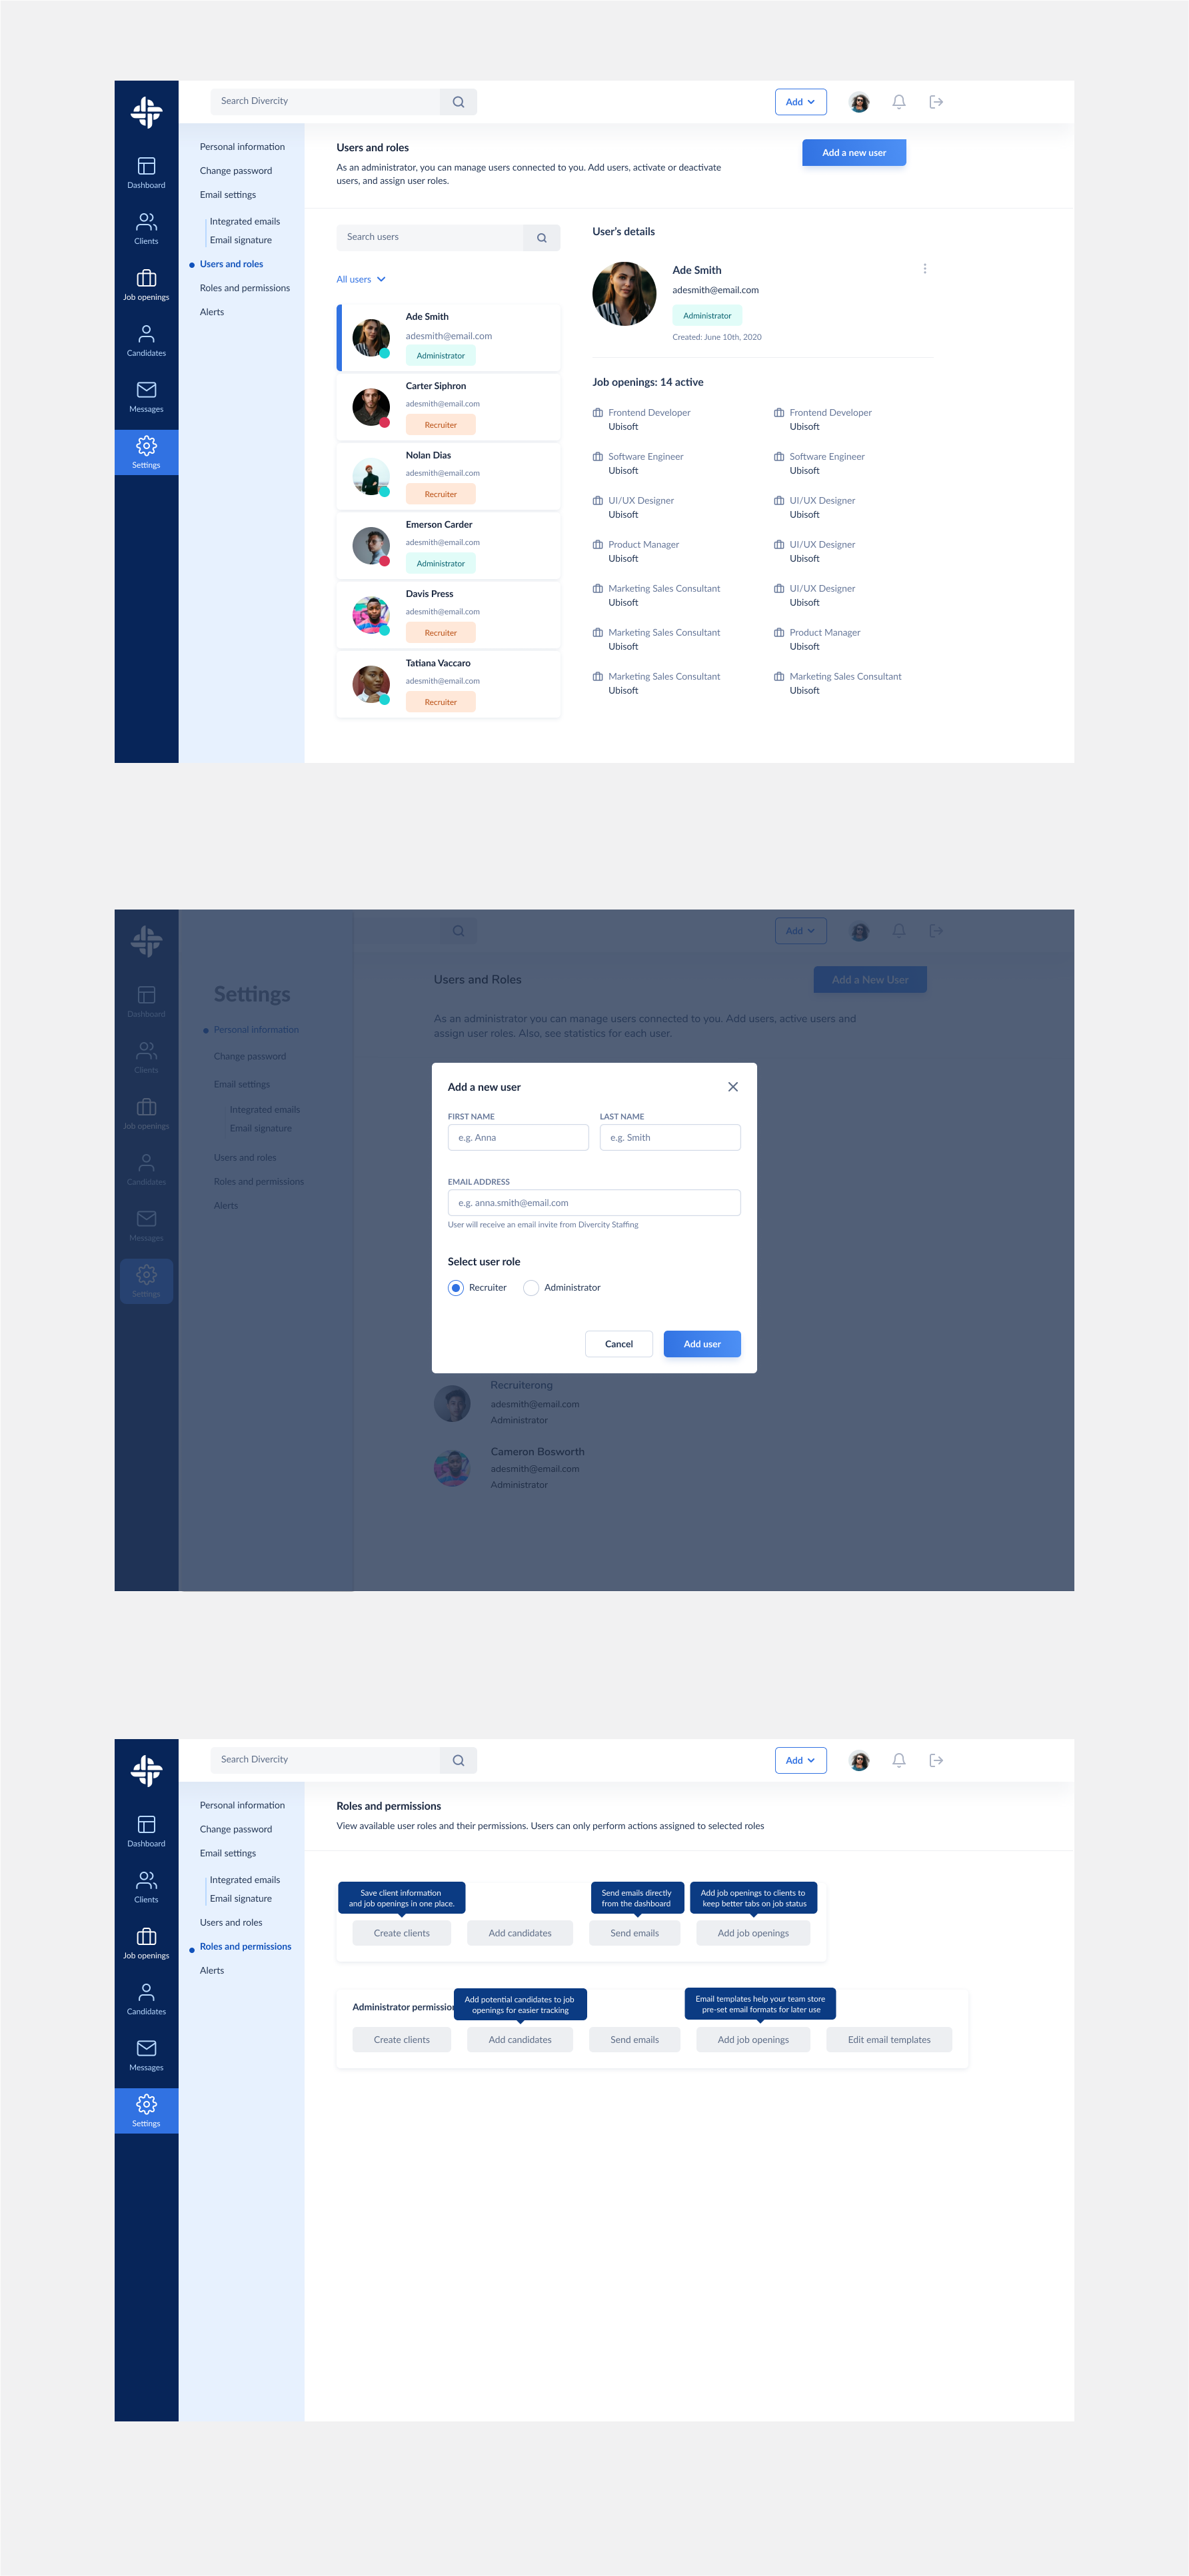 Search Divercity
Add
Dashboard
Clients
Job openings
Candidates
Messages
Settings
Personal information
Change password
Email settings
Integrated emails
Email signature
Users and roles
Roles and permissions
Alerts
Users and roles
As an administrator, you can manage users connected to you. Add users, activate or deactivate
users, and assign user roles.
Add a new user
Search users
All users
Ade Smith
adesmith@email.com
Administrator
Carter Siphron
adesmith@email.com
Recruiter
Nolan Dias
adesmith@email.com
Recruiter
Emerson Carder
adesmith@email.com
Administrator
Davis Press
adesmith@email.com
Recruiter
Tatiana Vaccaro
adesmith@email.com
Recruiter
User's details
Ade Smith
adesmith@email.com
Administrator
Created: June 10th, 2020
Job openings: 14 active
Frontend Developer
Ubisoft
Frontend Developer
Ubisoft
Software Engineer
Ubisoft
Software Engineer
Ubisoft
UI/UX Designer
Ubisoft
UI/UX Designer
Ubisoft
Product Manager
Ubisoft
UI/UX Designer
Ubisoft
Marketing Sales Consultant
Ubisoft
UI/UX Designer
Ubisoft
Marketing Sales Consultant
Ubisoft
Product Manager
Ubisoft
Marketing Sales Consultant
Ubisoft
Marketing Sales Consultant
Ubisoft
Add
Dashboard
Clients
Job openings
Candidates
Messages
Settings
Settings
Personal information
Change password
Email settings
Integrated emails
Email signature
Users and roles
Roles and permissions
Alerts
Users and Roles
Add a New User
As an administrator you can manage users connected to you. Add users, active users and
assign user roles. Also, see statistics for each user.
Add a new user
FIRST NAME
LAST NAME
e.g. Anna
e.g. Smith
EMAIL ADDRESS
e.g. anna.smith@email.com
User will receive an email invite from Divercity Staffing
Select user role
Recruiter
Administrator
Cancel
Add user
Recruiterong
adesmith@email.com
Administrator
Cameron Bosworth
adesmith@email.com
Administrator
Search Divercity
Add
Dashboard
Clients
Job openings
Candidates
Messages
Settings
Personal information
Change password
Email settings
Integrated emails
Email signature
Users and roles
Roles and permissions
Alerts
Roles and permissions
View available user roles and their permissions. Users can only perform actions assigned to selected roles
Save client information
and job openings in one place.
Send emails directly
from the dashboard
Add job openings to clients to
keep better tabs on job status
Create clients
Add candidates
Send emails
Add job openings
Administrator permission
Add potential candidates to job
openings for easier tracking
Email templates help your team store
pre-set email formats for later use
Create clients
Add candidates
Send emails
Add job openings
Edit email templates